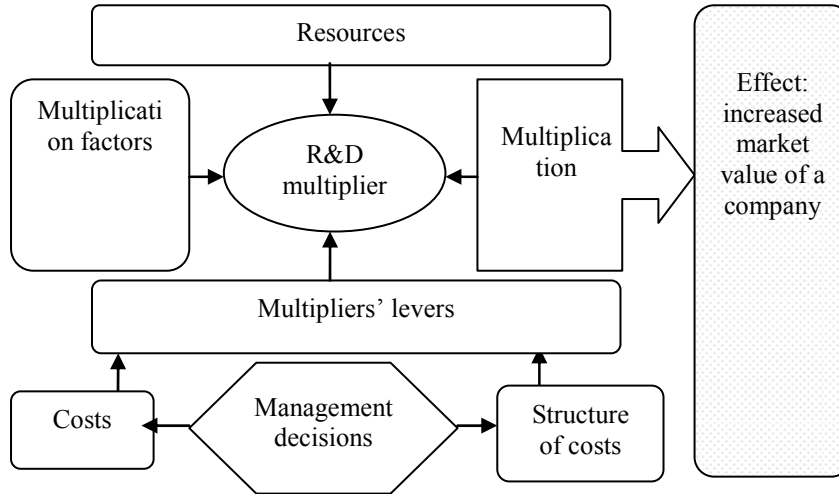 Resources
Multiplicati
on factors
R&D
multiplier
Multiplica
tion
Effect:
increased
market
value of a
company
Multipliers’ levers
Costs
Management
decisions
Structure
of costs